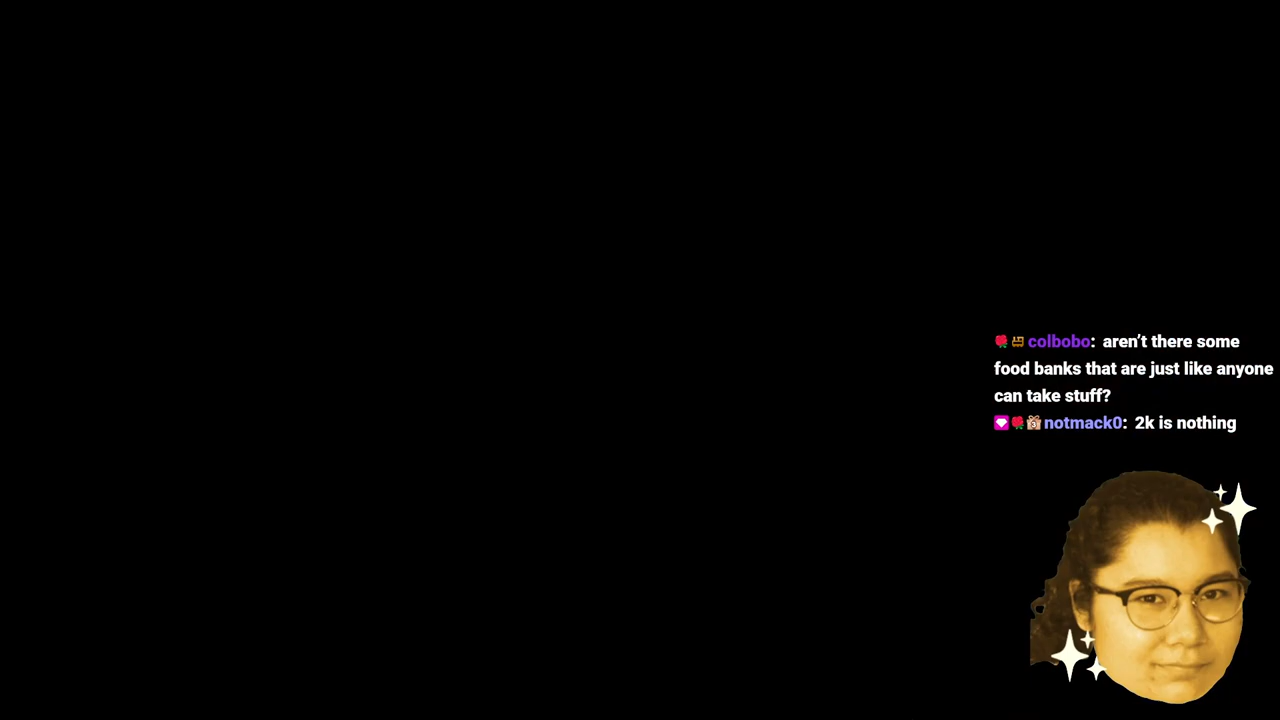 colbobo: aren't there some
food banks that are just like anyone
can take stuff?
notmack0: 2k is nothing